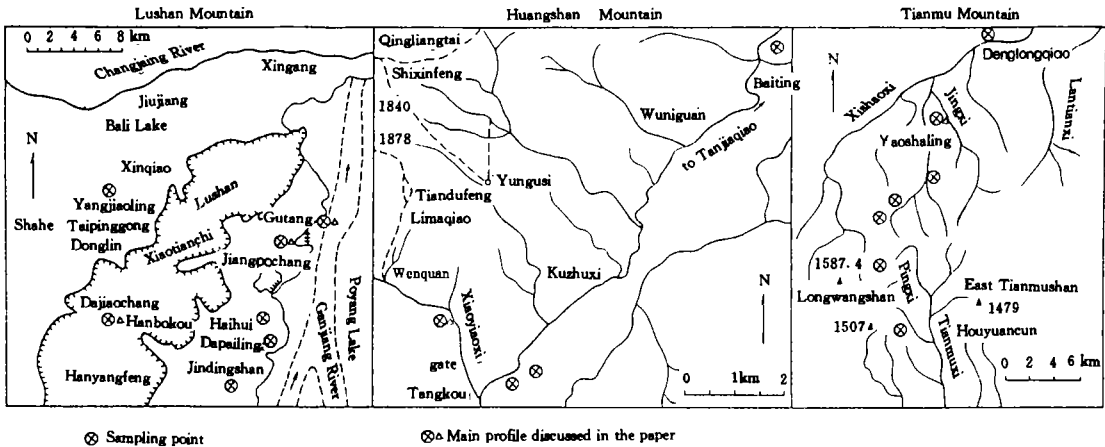 Lushan Mountain
0 2 4 6 8 km
Changjaing River
Xingang
Jiujiang
Bali Lake
N
Xinqiao
Lushan
Yangjiaoling
Shahe
Taipinggong
Donglin
Gutang
Xiaotianchi
Jiangpochang
Dajiaochang
Hanbokou
Haihui
Dapailing
Jindingshan
Hanyangfeng
Ganjiang River
Poyang Lake
Huangshan Mountain
Qingliangtai
Shixinfeng
1840
1878
Baiting
Wuniguan
to Tanjiaqiao
Yungusi
Tiandufeng
Limaqiao
Wenquan
Kuzhuxi
Xiaoyiaoxi
N
gate
Tangkou
0 1km 2
Tianmu Mountain
N
Denglongqiao
Xishaoxi
Jingxi
Lantianxi
Yaoshaling
1587.4
Longwangshan
Pingxi
East Tianmushan
1479
1507
Houyuancun
Tianmuxi
0 2 4 6 km
Sampling point
Main profile discussed in the paper